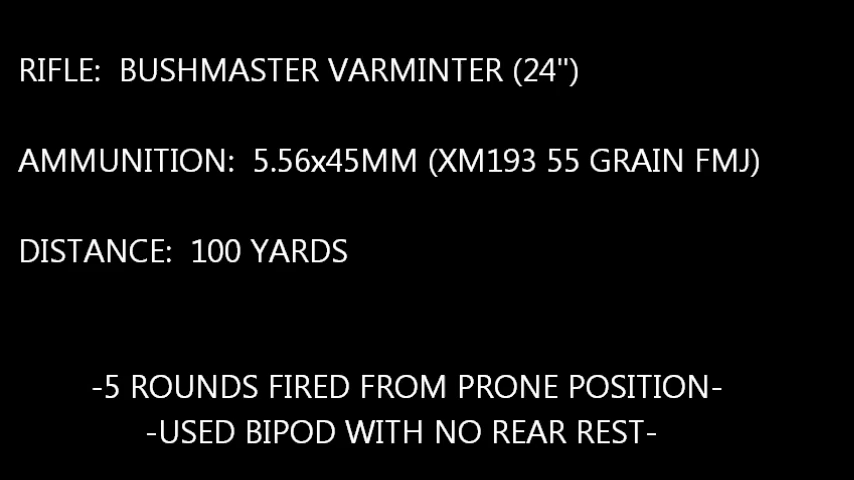 RIFLE:  BUSHMASTER VARMINTER (24")
AMMUNITION:  5.56x45MM (XM193 55 GRAIN FMJ)
DISTANCE:  100 YARDS
-5 ROUNDS FIRED FROM PRONE POSITION-
-USED BIPOD WITH NO REAR REST-